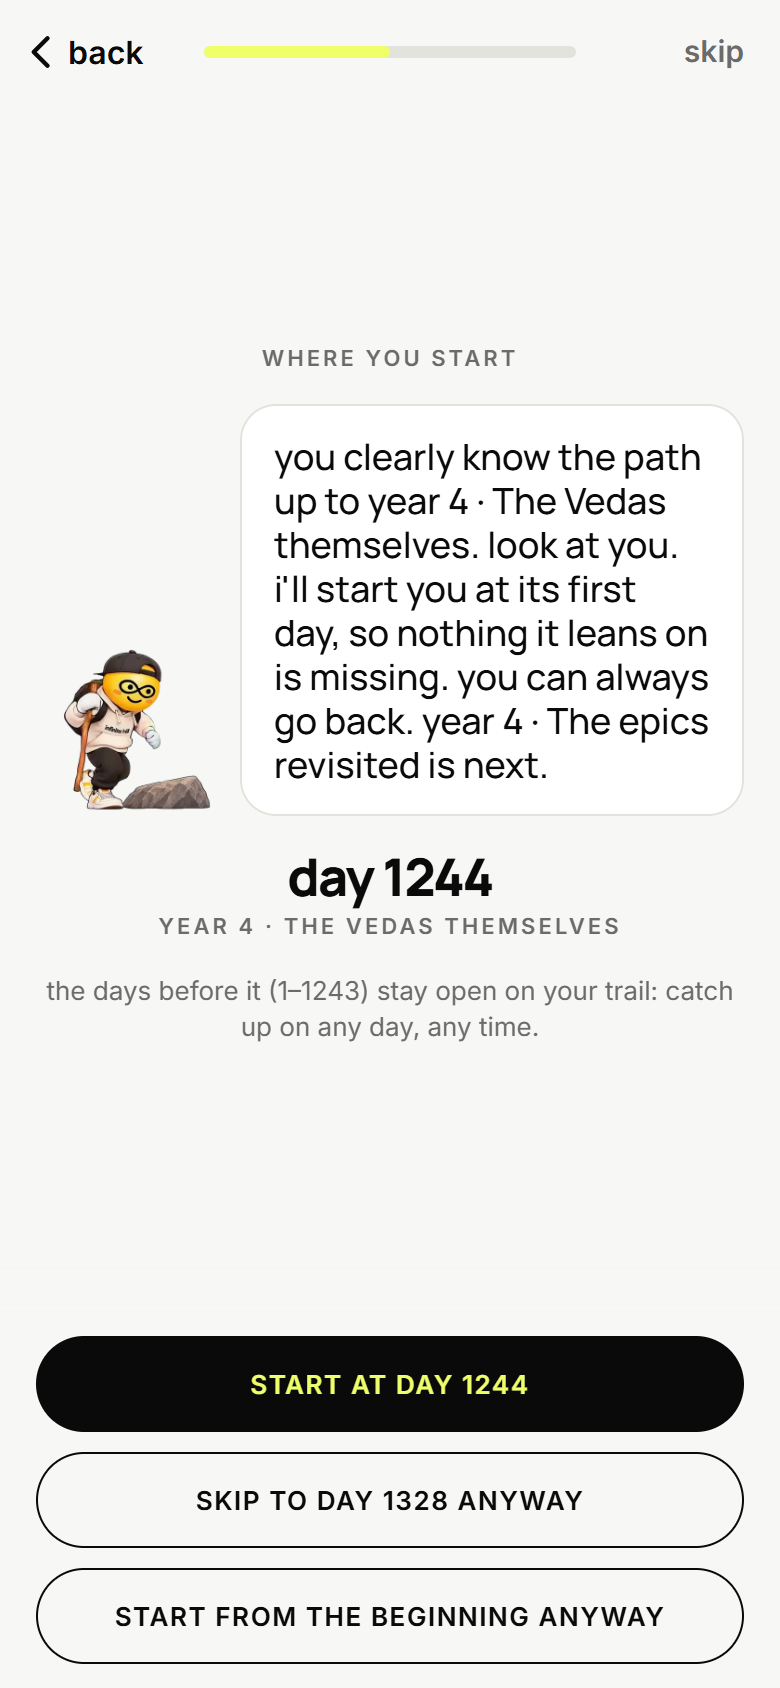 back
skip
WHERE YOU START
you clearly know the path
up to year 4 · The Vedas
themselves. look at you.
i'll start you at its first
day, so nothing it leans on
is missing. you can always
go back. year 4 · The epics
revisited is next.
day 1244
YEAR 4 · THE VEDAS THEMSELVES
the days before it (1–1243) stay open on your trail: catch
up on any day, any time.
START AT DAY 1244
SKIP TO DAY 1328 ANYWAY
START FROM THE BEGINNING ANYWAY